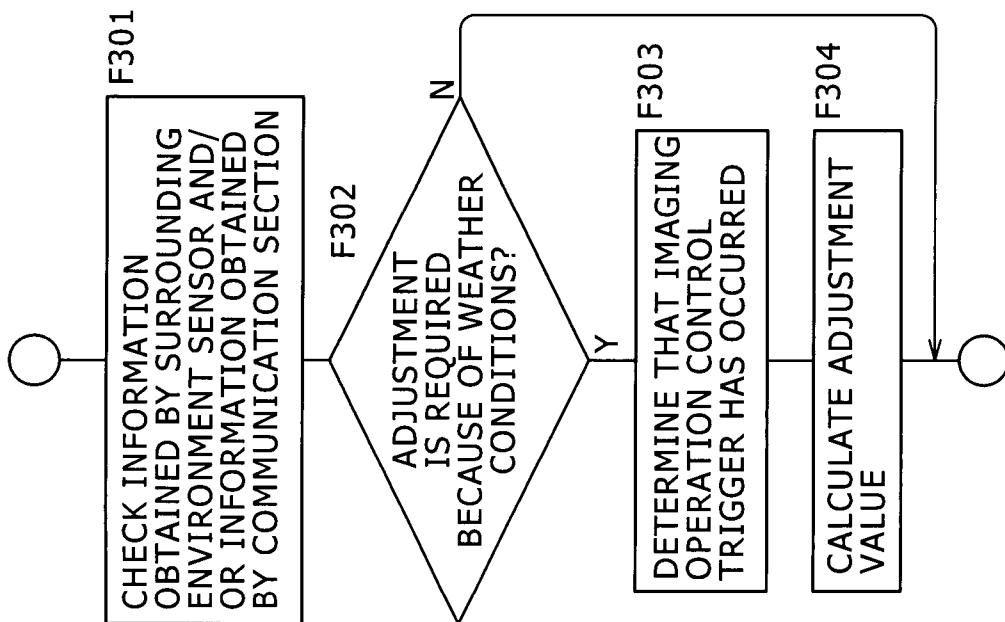 F301
CHECK INFORMATION
OBTAINED BY SURROUNDING
ENVIRONMENT SENSOR AND/
OR INFORMATION OBTAINED
BY COMMUNICATION SECTION
F302
ADJUSTMENT
IS REQUIRED
BECAUSE OF WEATHER
CONDITIONS?
N
Y
F303
DETERMINE THAT IMAGING
OPERATION CONTROL
TRIGGER HAS OCCURRED
F304
CALCULATE ADJUSTMENT
VALUE